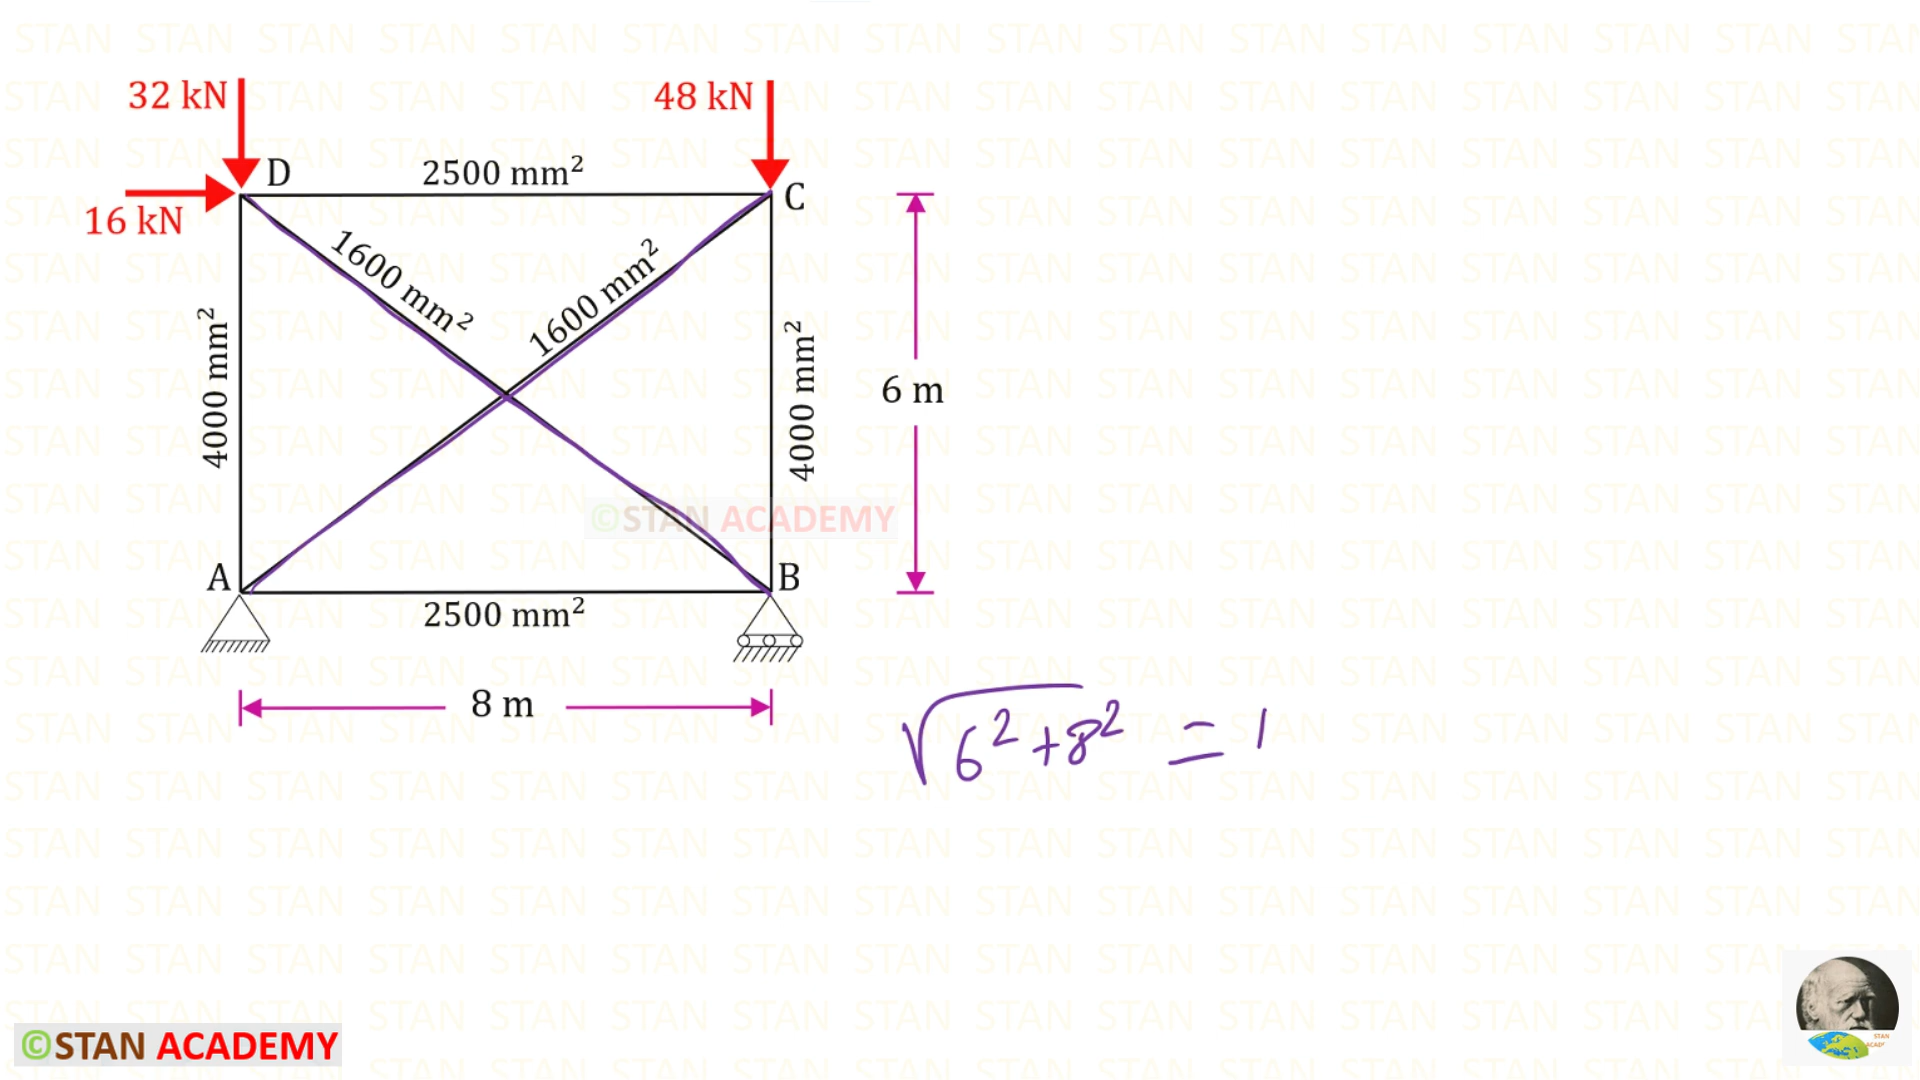 32 kN
48 kN
D
2500 mm²
C
16 kN
1600 mm²
1600 mm²
4000 mm²
4000 mm²
6 m
©STAN ACADEMY
A
B
2500 mm²
8 m
√6²+8² = 1
©STAN ACADEMY